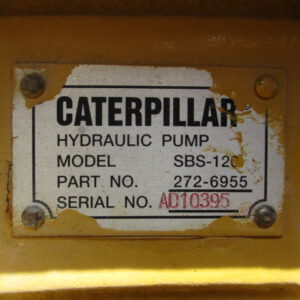 CATERPILLAR
HYDRAULIC PUMP
MODEL SBS-120
PART NO. 272-6955
SERIAL NO. AD10395